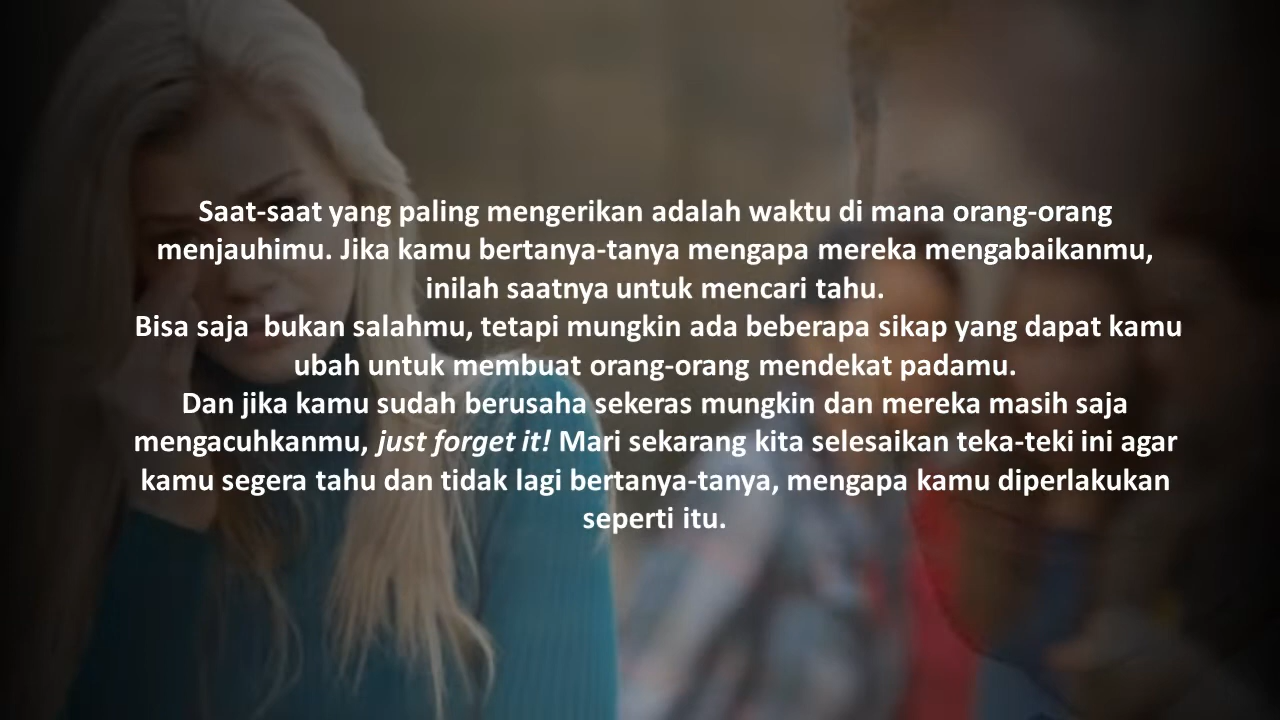 Saat-saat yang paling mengerikan adalah waktu di mana orang-orang
menjauhimu. Jika kamu bertanya-tanya mengapa mereka mengabaikanmu,
inilah saatnya untuk mencari tahu.
Bisa saja  bukan salahmu, tetapi mungkin ada beberapa sikap yang dapat kamu
ubah untuk membuat orang-orang mendekat padamu.
Dan jika kamu sudah berusaha sekeras mungkin dan mereka masih saja
mengacuhkanmu, just forget it! Mari sekarang kita selesaikan teka-teki ini agar
kamu segera tahu dan tidak lagi bertanya-tanya, mengapa kamu diperlakukan
seperti itu.